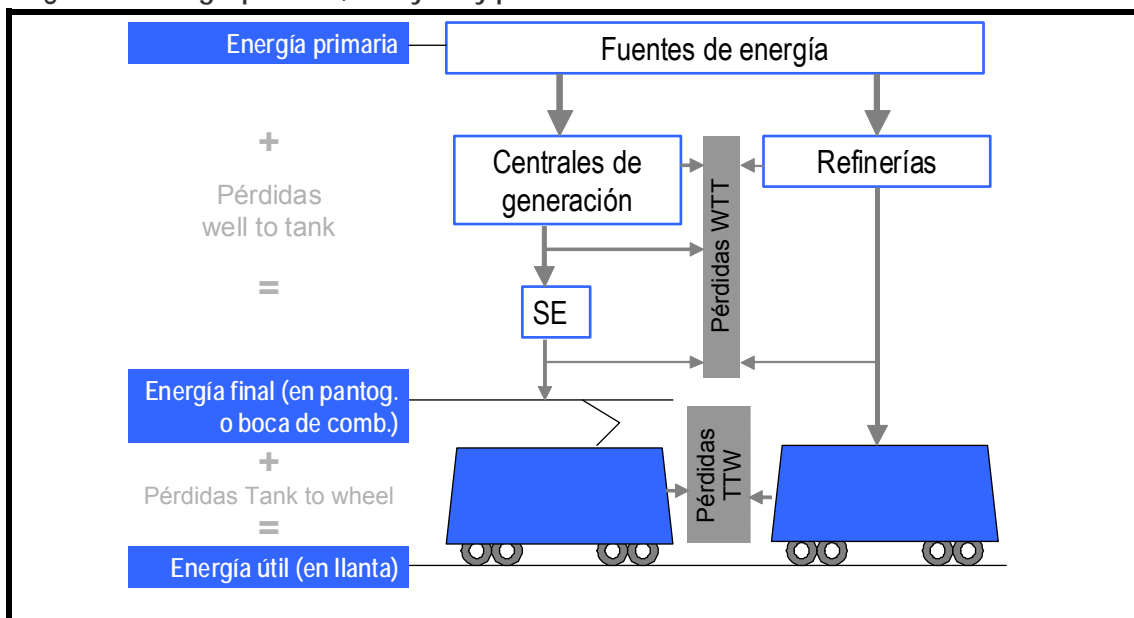 Energía primaria
Fuentes de energía
+
Pérdidas
well to tank
=
Centrales de
generación
Refinerías
Pérdidas WTT
SE
Energía final (en pantog.
o boca de comb.)
+
Pérdidas Tank to wheel
=
Pérdidas
TTW
Energía útil (en llanta)